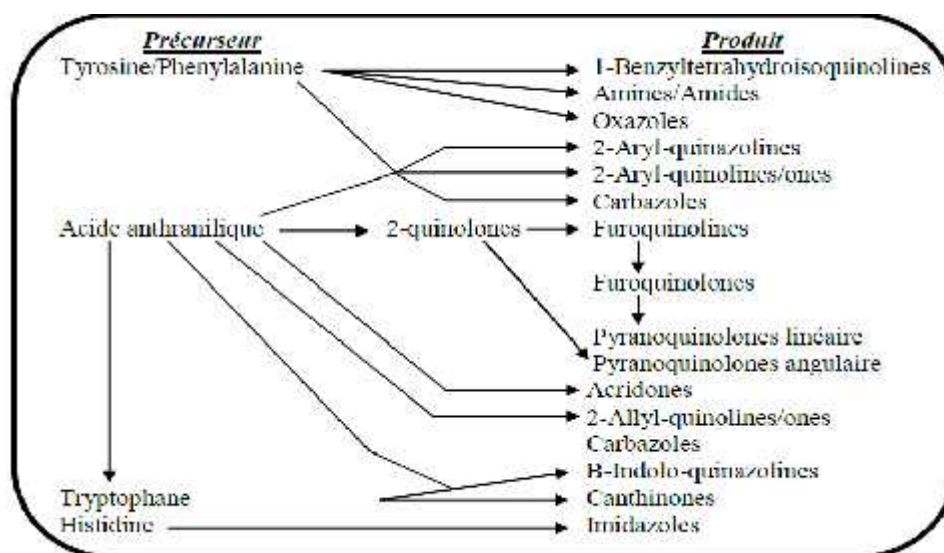 Précurseur Produit
Tyrosine/Phenylalanine 1-Benzyltetrahydroisoquinolines
Amines/Amides
Oxazoles
2-Aryl-quinazolines
2-Aryl-quinolines/ones
Carbazoles
Acide anthranilique 2-quinolones Furoquinolines
Furoquinolones
Pyranoquinolones linéaire
Pyranoquinolones angulaire
Acridones
2-Allyl-quinolines/ones
Carbazoles
B-Indolo-quinazolines
Tryptophane Canthinones
Histidine Imidazoles